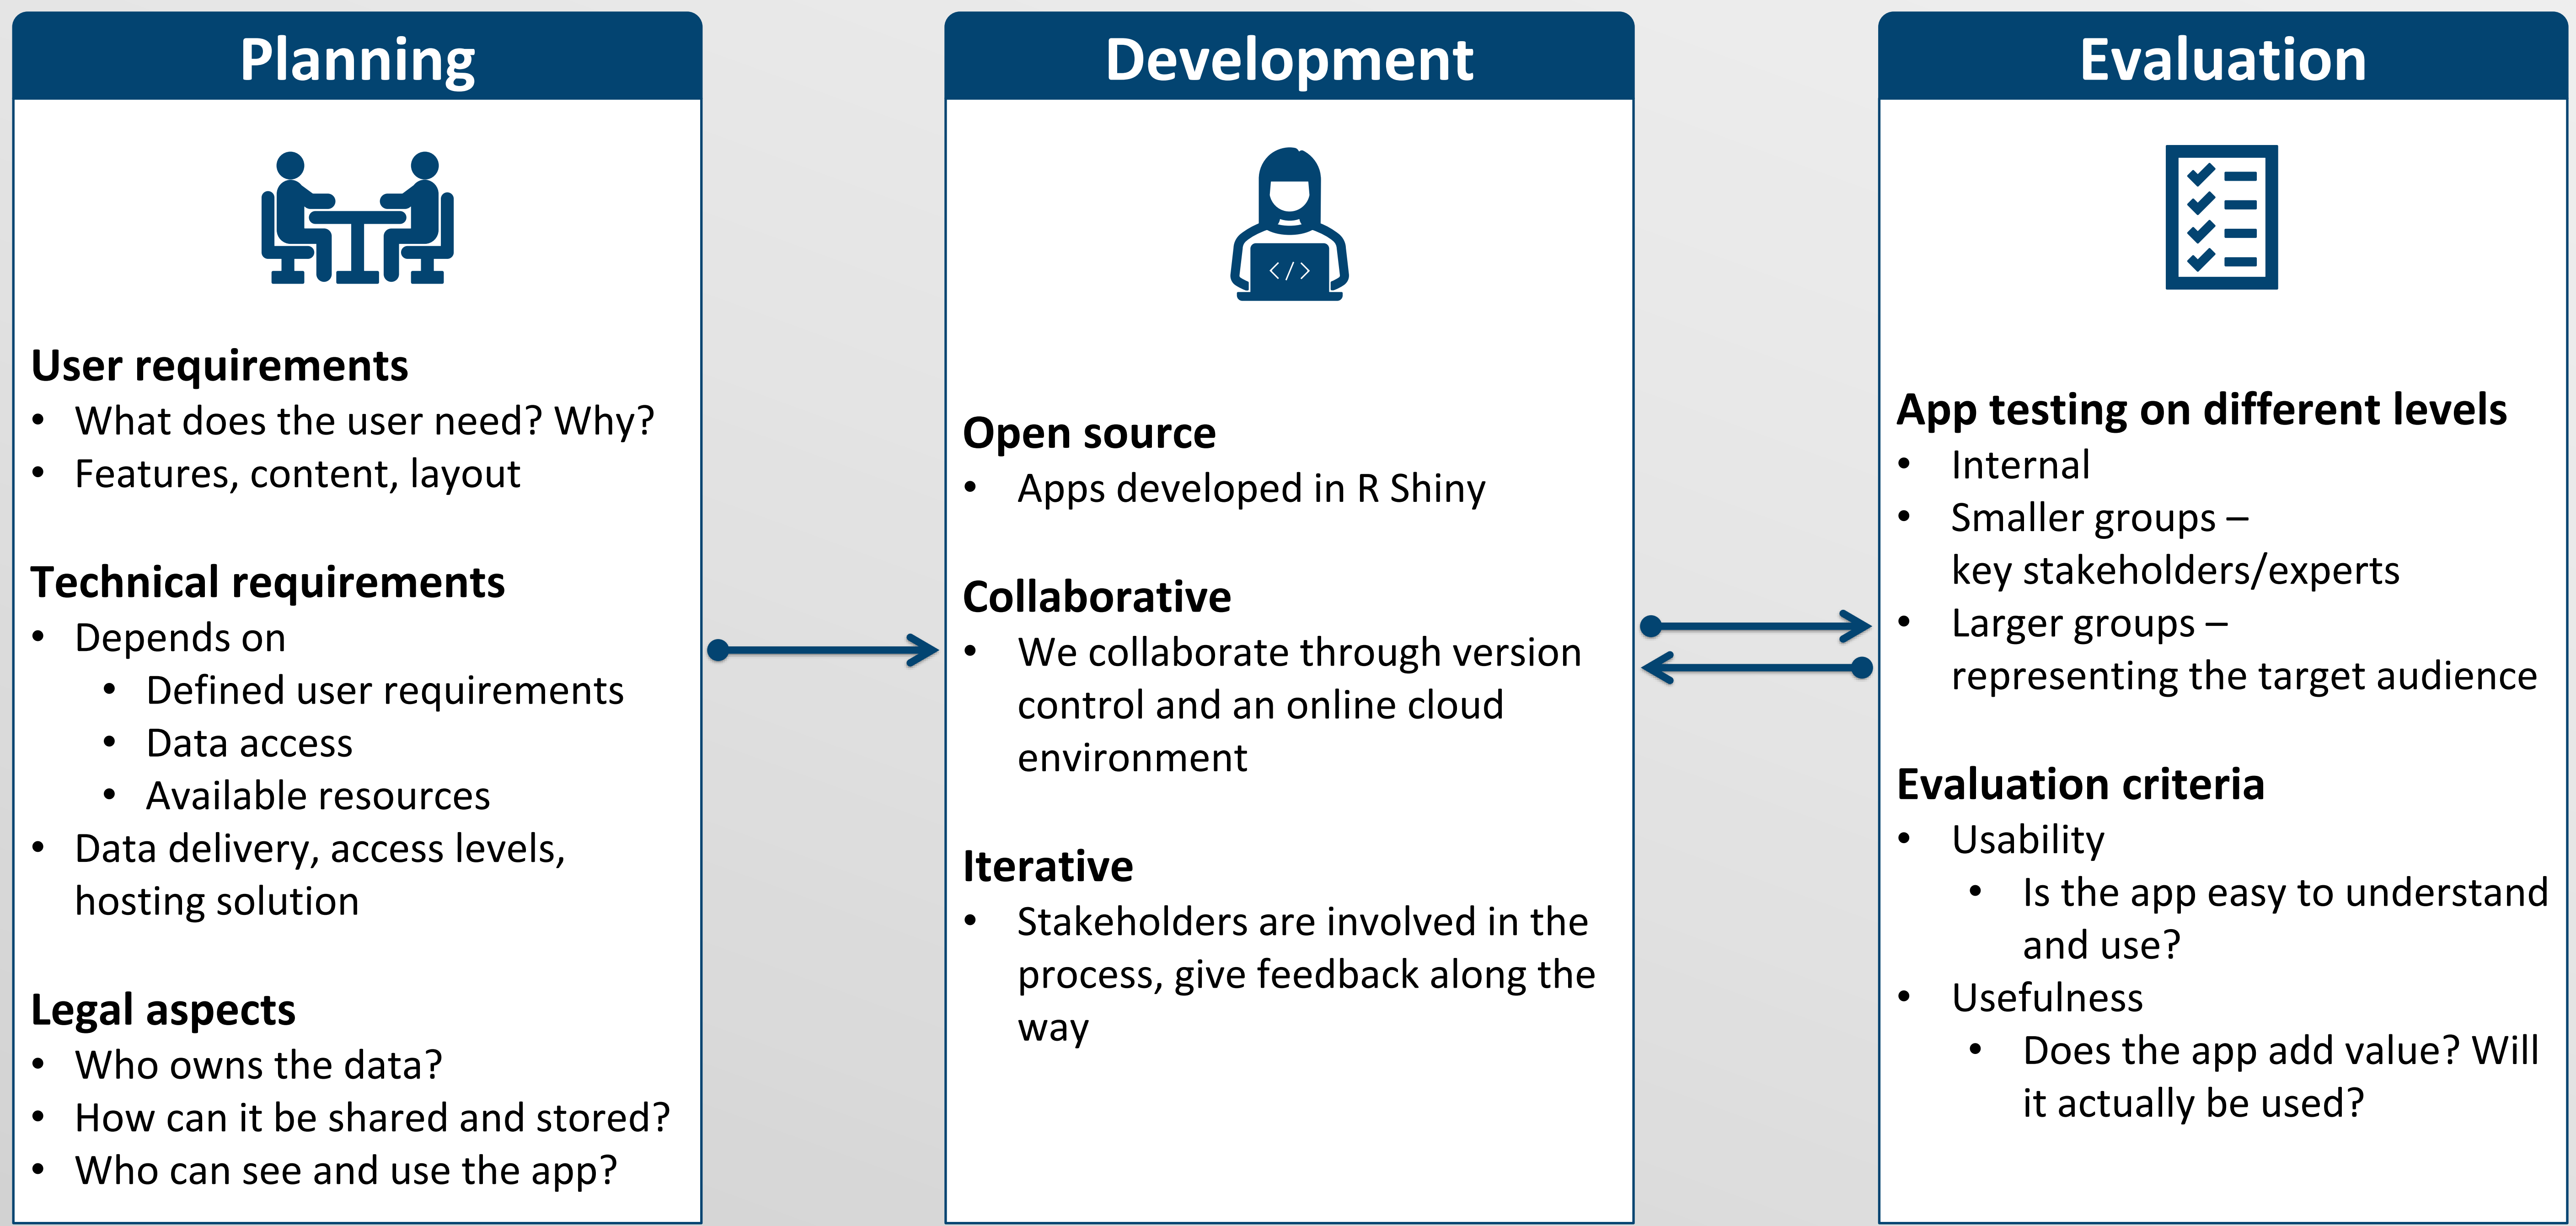 Planning
User requirements
• What does the user need? Why?
• Features, content, layout
Technical requirements
• Depends on
• Defined user requirements
• Data access
• Available resources
• Data delivery, access levels,
hosting solution
Legal aspects
• Who owns the data?
• How can it be shared and stored?
• Who can see and use the app?
Development
</>
Open source
• Apps developed in R Shiny
Collaborative
• We collaborate through version
control and an online cloud
environment
Iterative
• Stakeholders are involved in the
process, give feedback along the
way
Evaluation
App testing on different levels
• Internal
• Smaller groups –
key stakeholders/experts
• Larger groups –
representing the target audience
Evaluation criteria
• Usability
• Is the app easy to understand
and use?
• Usefulness
• Does the app add value? Will
it actually be used?